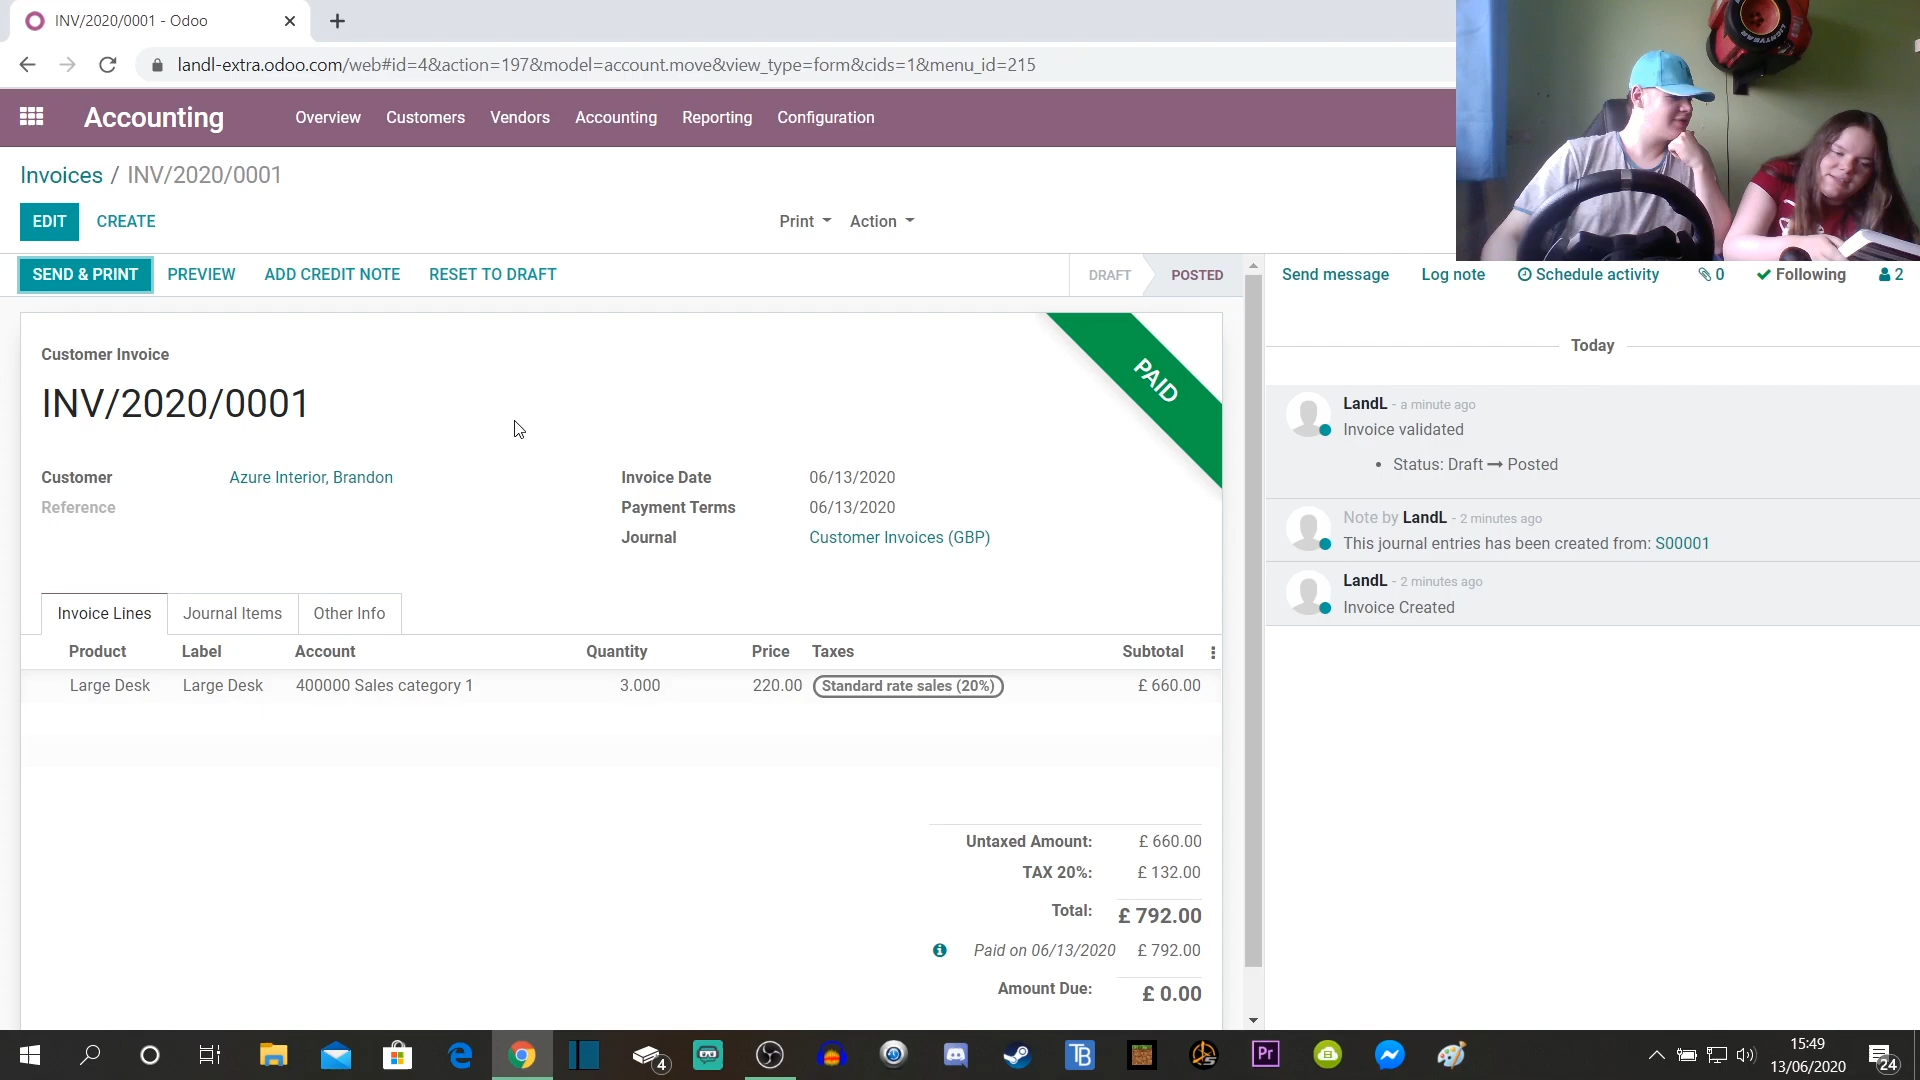 INV/2020/0001 - Odoo
landl-extra.odoo.com/web#id=4&action=197&model=account.move&view_type=form&cids=1&menu_id=215
Accounting Overview Customers Vendors Accounting Reporting Configuration
Invoices / INV/2020/0001
EDIT CREATE Print Action
SEND & PRINT PREVIEW ADD CREDIT NOTE RESET TO DRAFT DRAFT POSTED
Send message Log note Schedule activity 0 Following 2
Customer Invoice
PAID
INV/2020/0001
Customer Azure Interior, Brandon Invoice Date 06/13/2020
Reference Payment Terms 06/13/2020
Journal Customer Invoices (GBP)
Invoice Lines Journal Items Other Info
Product Label Account Quantity Price Taxes Subtotal
Large Desk Large Desk 400000 Sales category 1 3.000 220.00 Standard rate sales (20%) £ 660.00
Untaxed Amount: £ 660.00
TAX 20%: £ 132.00
Total: £ 792.00
Paid on 06/13/2020 £ 792.00
Amount Due: £ 0.00
Today
LandL - a minute ago
Invoice validated
• Status: Draft → Posted
Note by LandL - 2 minutes ago
This journal entries has been created from: S00001
LandL - 2 minutes ago
Invoice Created
4
TB
Pr
15:49
13/06/2020
24